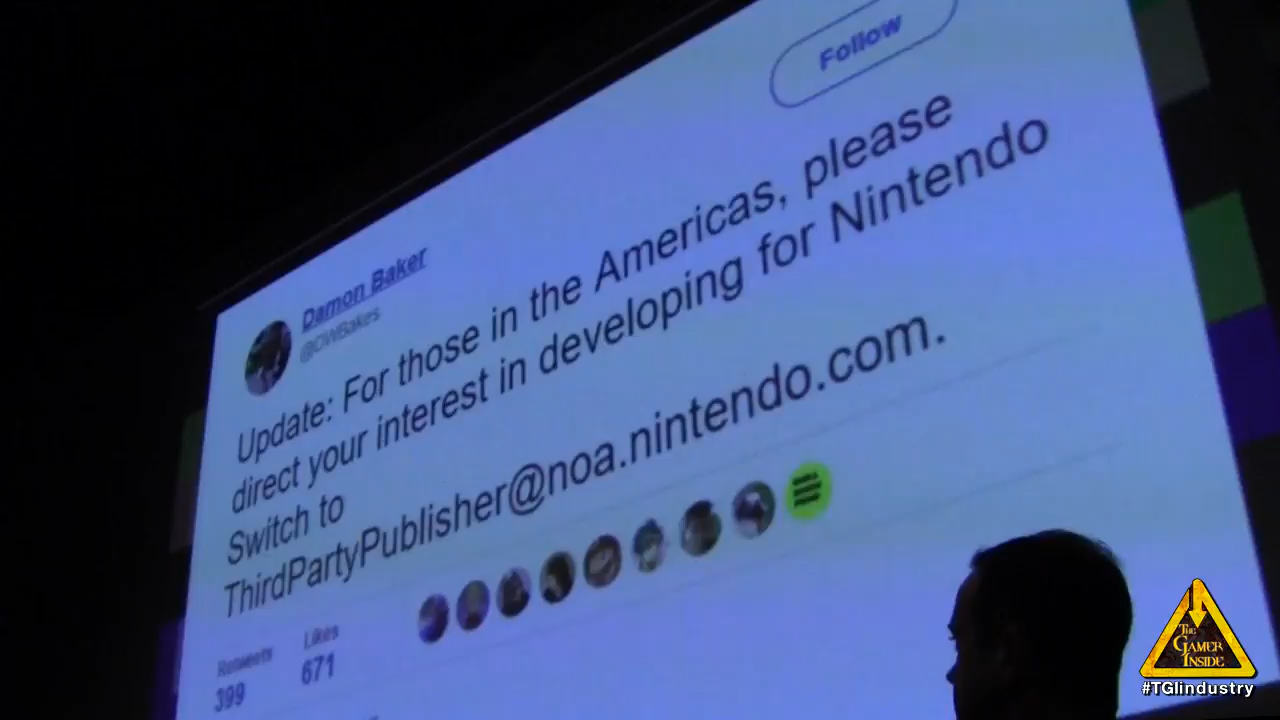 Follow
Damon Baker
@DWBakes
Update: For those in the Americas, please
direct your interest in developing for Nintendo
Switch to
ThirdPartyPublisher@noa.nintendo.com.
Retweets
399
Likes
671
THE
GAMER
INSIDE
#TGIindustry